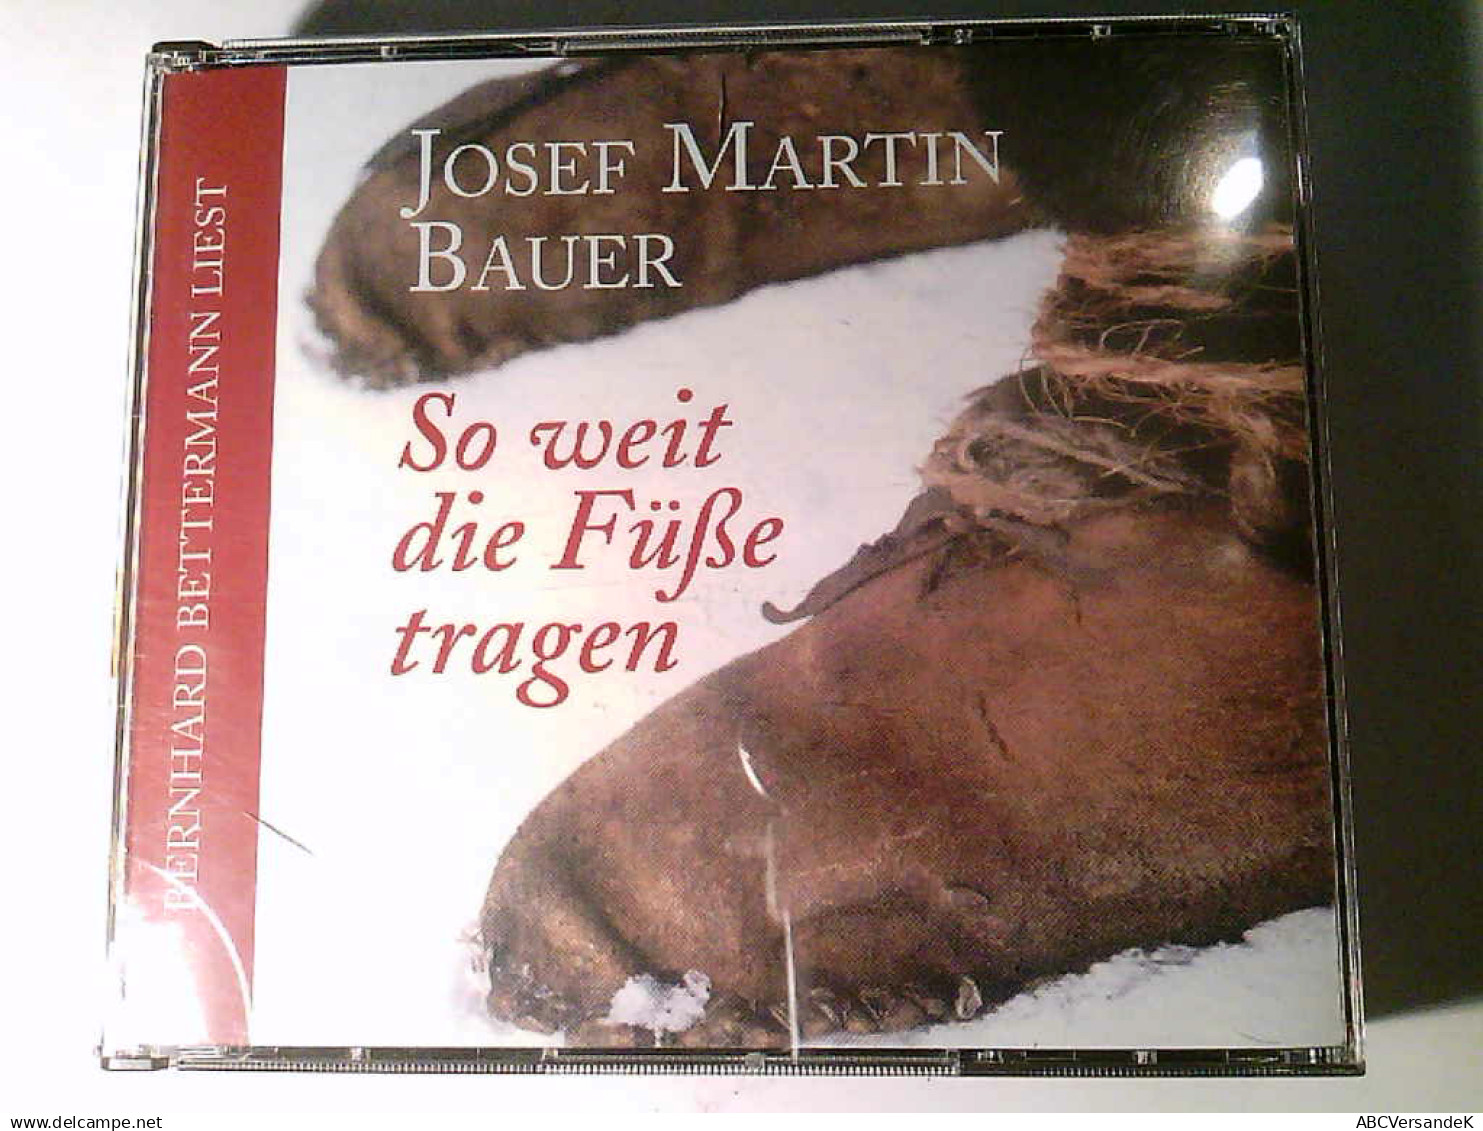 JOSEF MARTIN
BAUER
So weit
die Füße
tragen
BERNHARD BETTERMANN LIEST
www.delcampe.net
ABCVersandeK